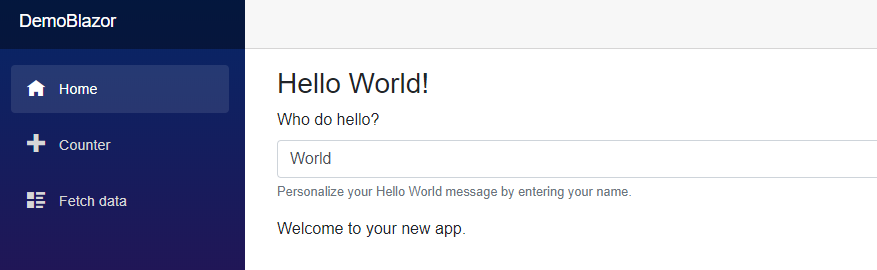 DemoBlazor
Home
Counter
Fetch data
Hello World!
Who do hello?
World
Personalize your Hello World message by entering your name.
Welcome to your new app.